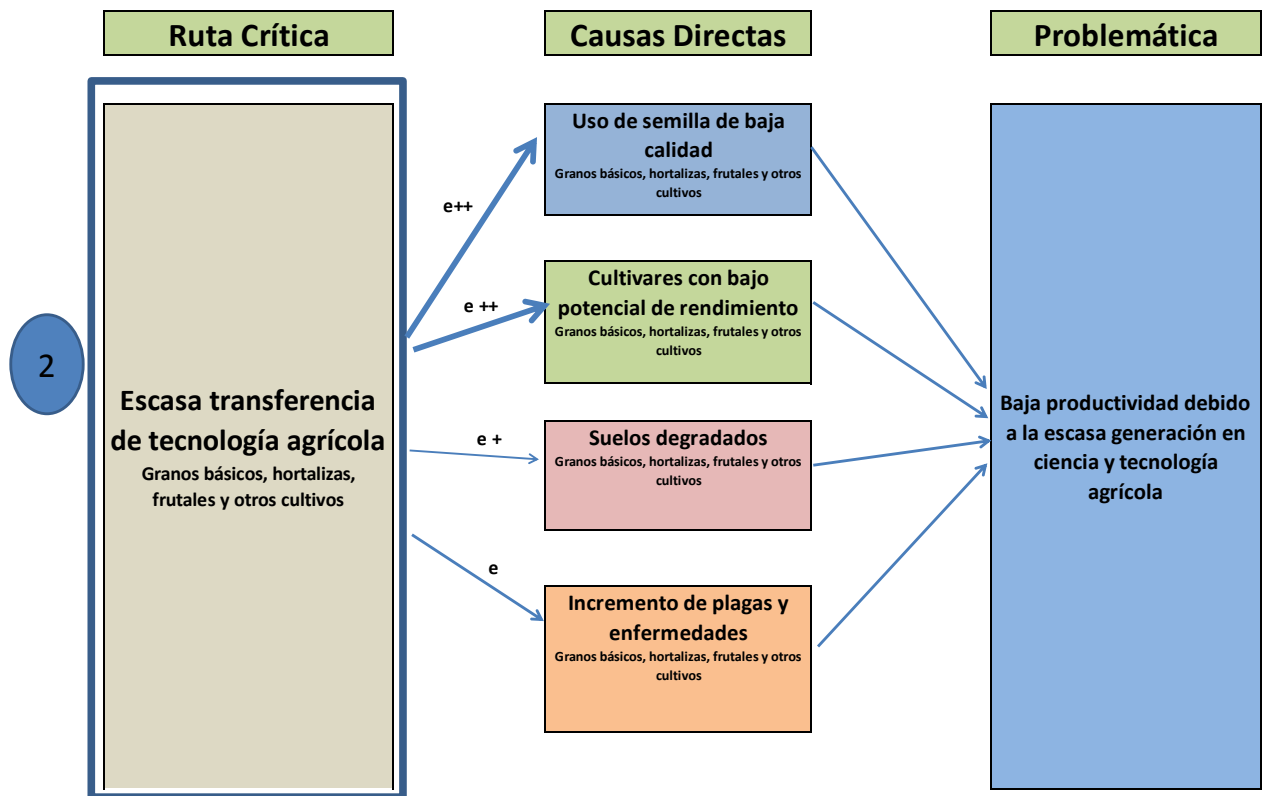 Ruta Crítica
Causas Directas
Problemática
2
Escasa transferencia
de tecnología agrícola
Granos básicos, hortalizas,
frutales y otros cultivos
e++
e ++
e +
e
Uso de semilla de baja
calidad
Granos básicos, hortalizas, frutales y otros
cultivos
Cultivares con bajo
potencial de rendimiento
Granos básicos, hortalizas, frutales y otros
cultivos
Suelos degradados
Granos básicos, hortalizas, frutales y otros
cultivos
Incremento de plagas y
enfermedades
Granos básicos, hortalizas, frutales y otros
cultivos
Baja productividad debido
a la escasa generación en
ciencia y tecnología
agrícola